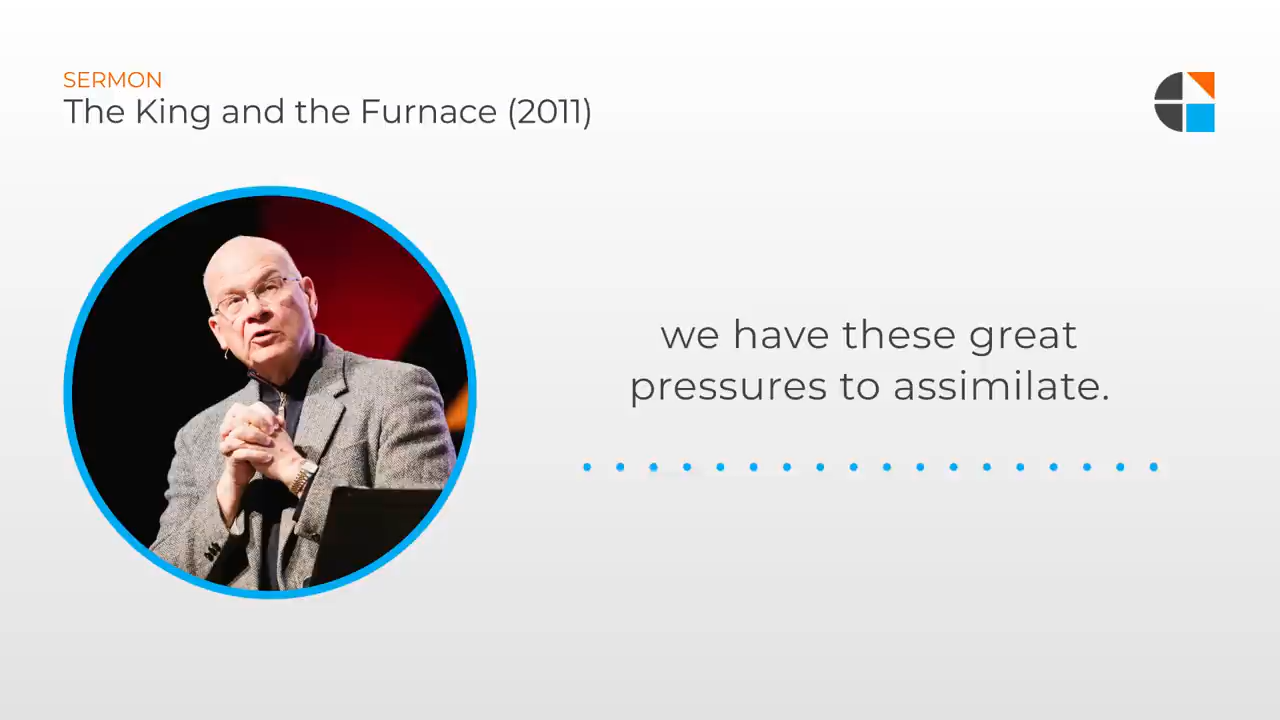 SERMON
The King and the Furnace (2011)
we have these great
pressures to assimilate.